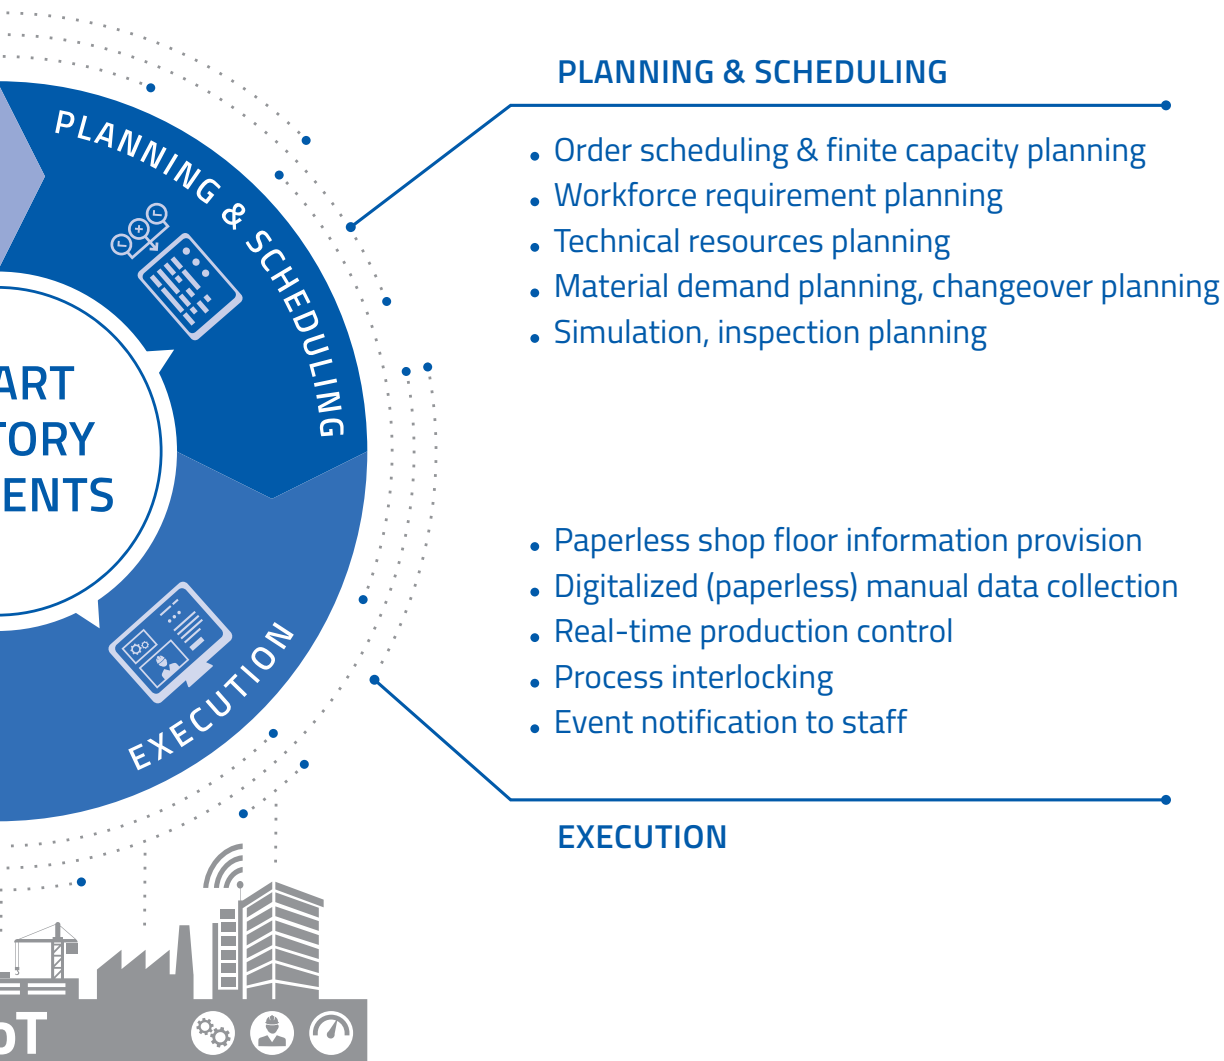 PLANNING & SCHEDULING
• Order scheduling & finite capacity planning
• Workforce requirement planning
• Technical resources planning
• Material demand planning, changeover planning
• Simulation, inspection planning
PLANNING & SCHEDULING
ART
TORY
ENTS
• Paperless shop floor information provision
• Digitalized (paperless) manual data collection
• Real-time production control
• Process interlocking
• Event notification to staff
EXECUTION
EXECUTION
oT